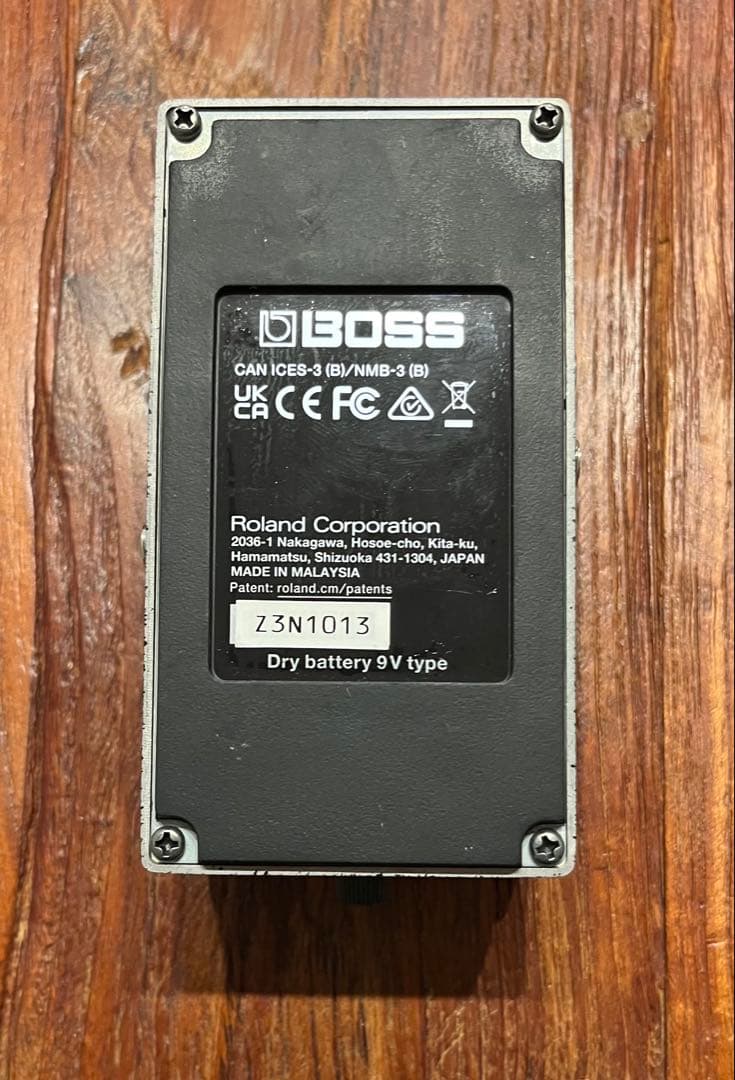 BOSS
CAN ICES-3 (B)/NMB-3 (B)
UK CA CE FC
Roland Corporation
2036-1 Nakagawa, Hosoe-cho, Kita-ku,
Hamamatsu, Shizuoka 431-1304, JAPAN
MADE IN MALAYSIA
Patent: roland.cm/patents
Z3N1013
Dry battery 9V type